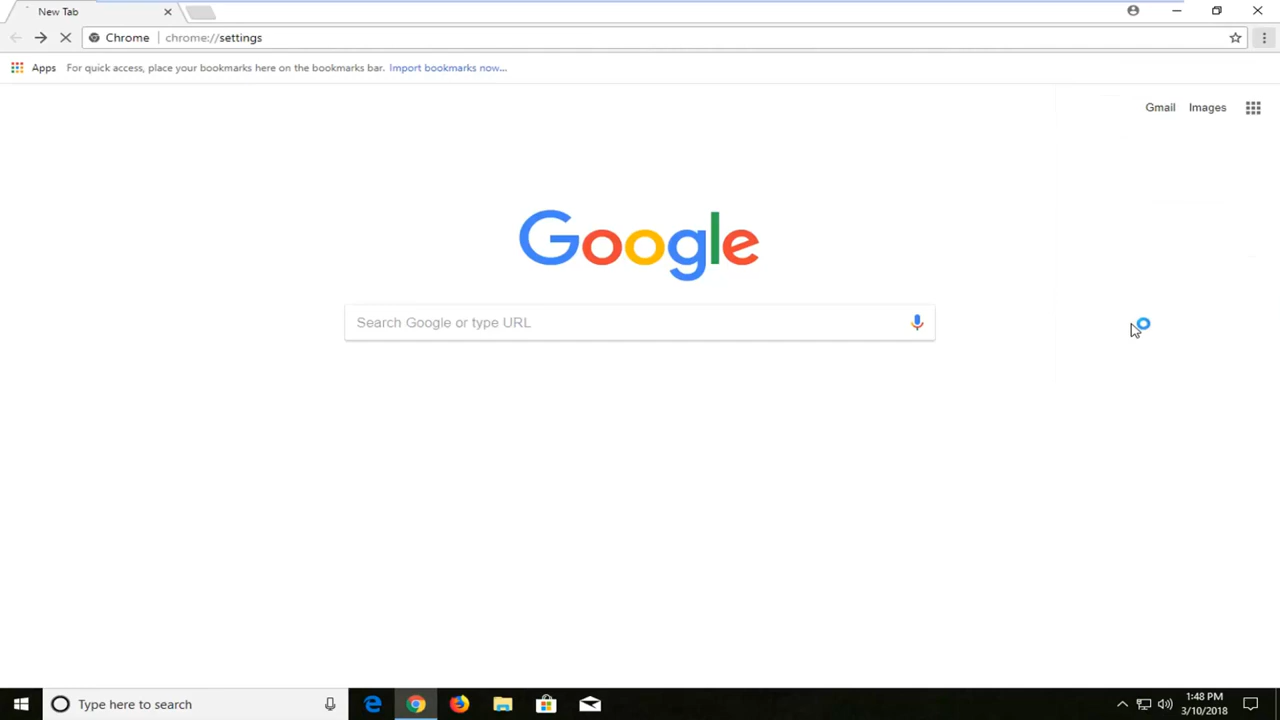 New Tab
Chrome chrome://settings
Apps For quick access, place your bookmarks here on the bookmarks bar. Import bookmarks now...
Gmail Images
Google
Search Google or type URL
Type here to search
1:48 PM
3/10/2018